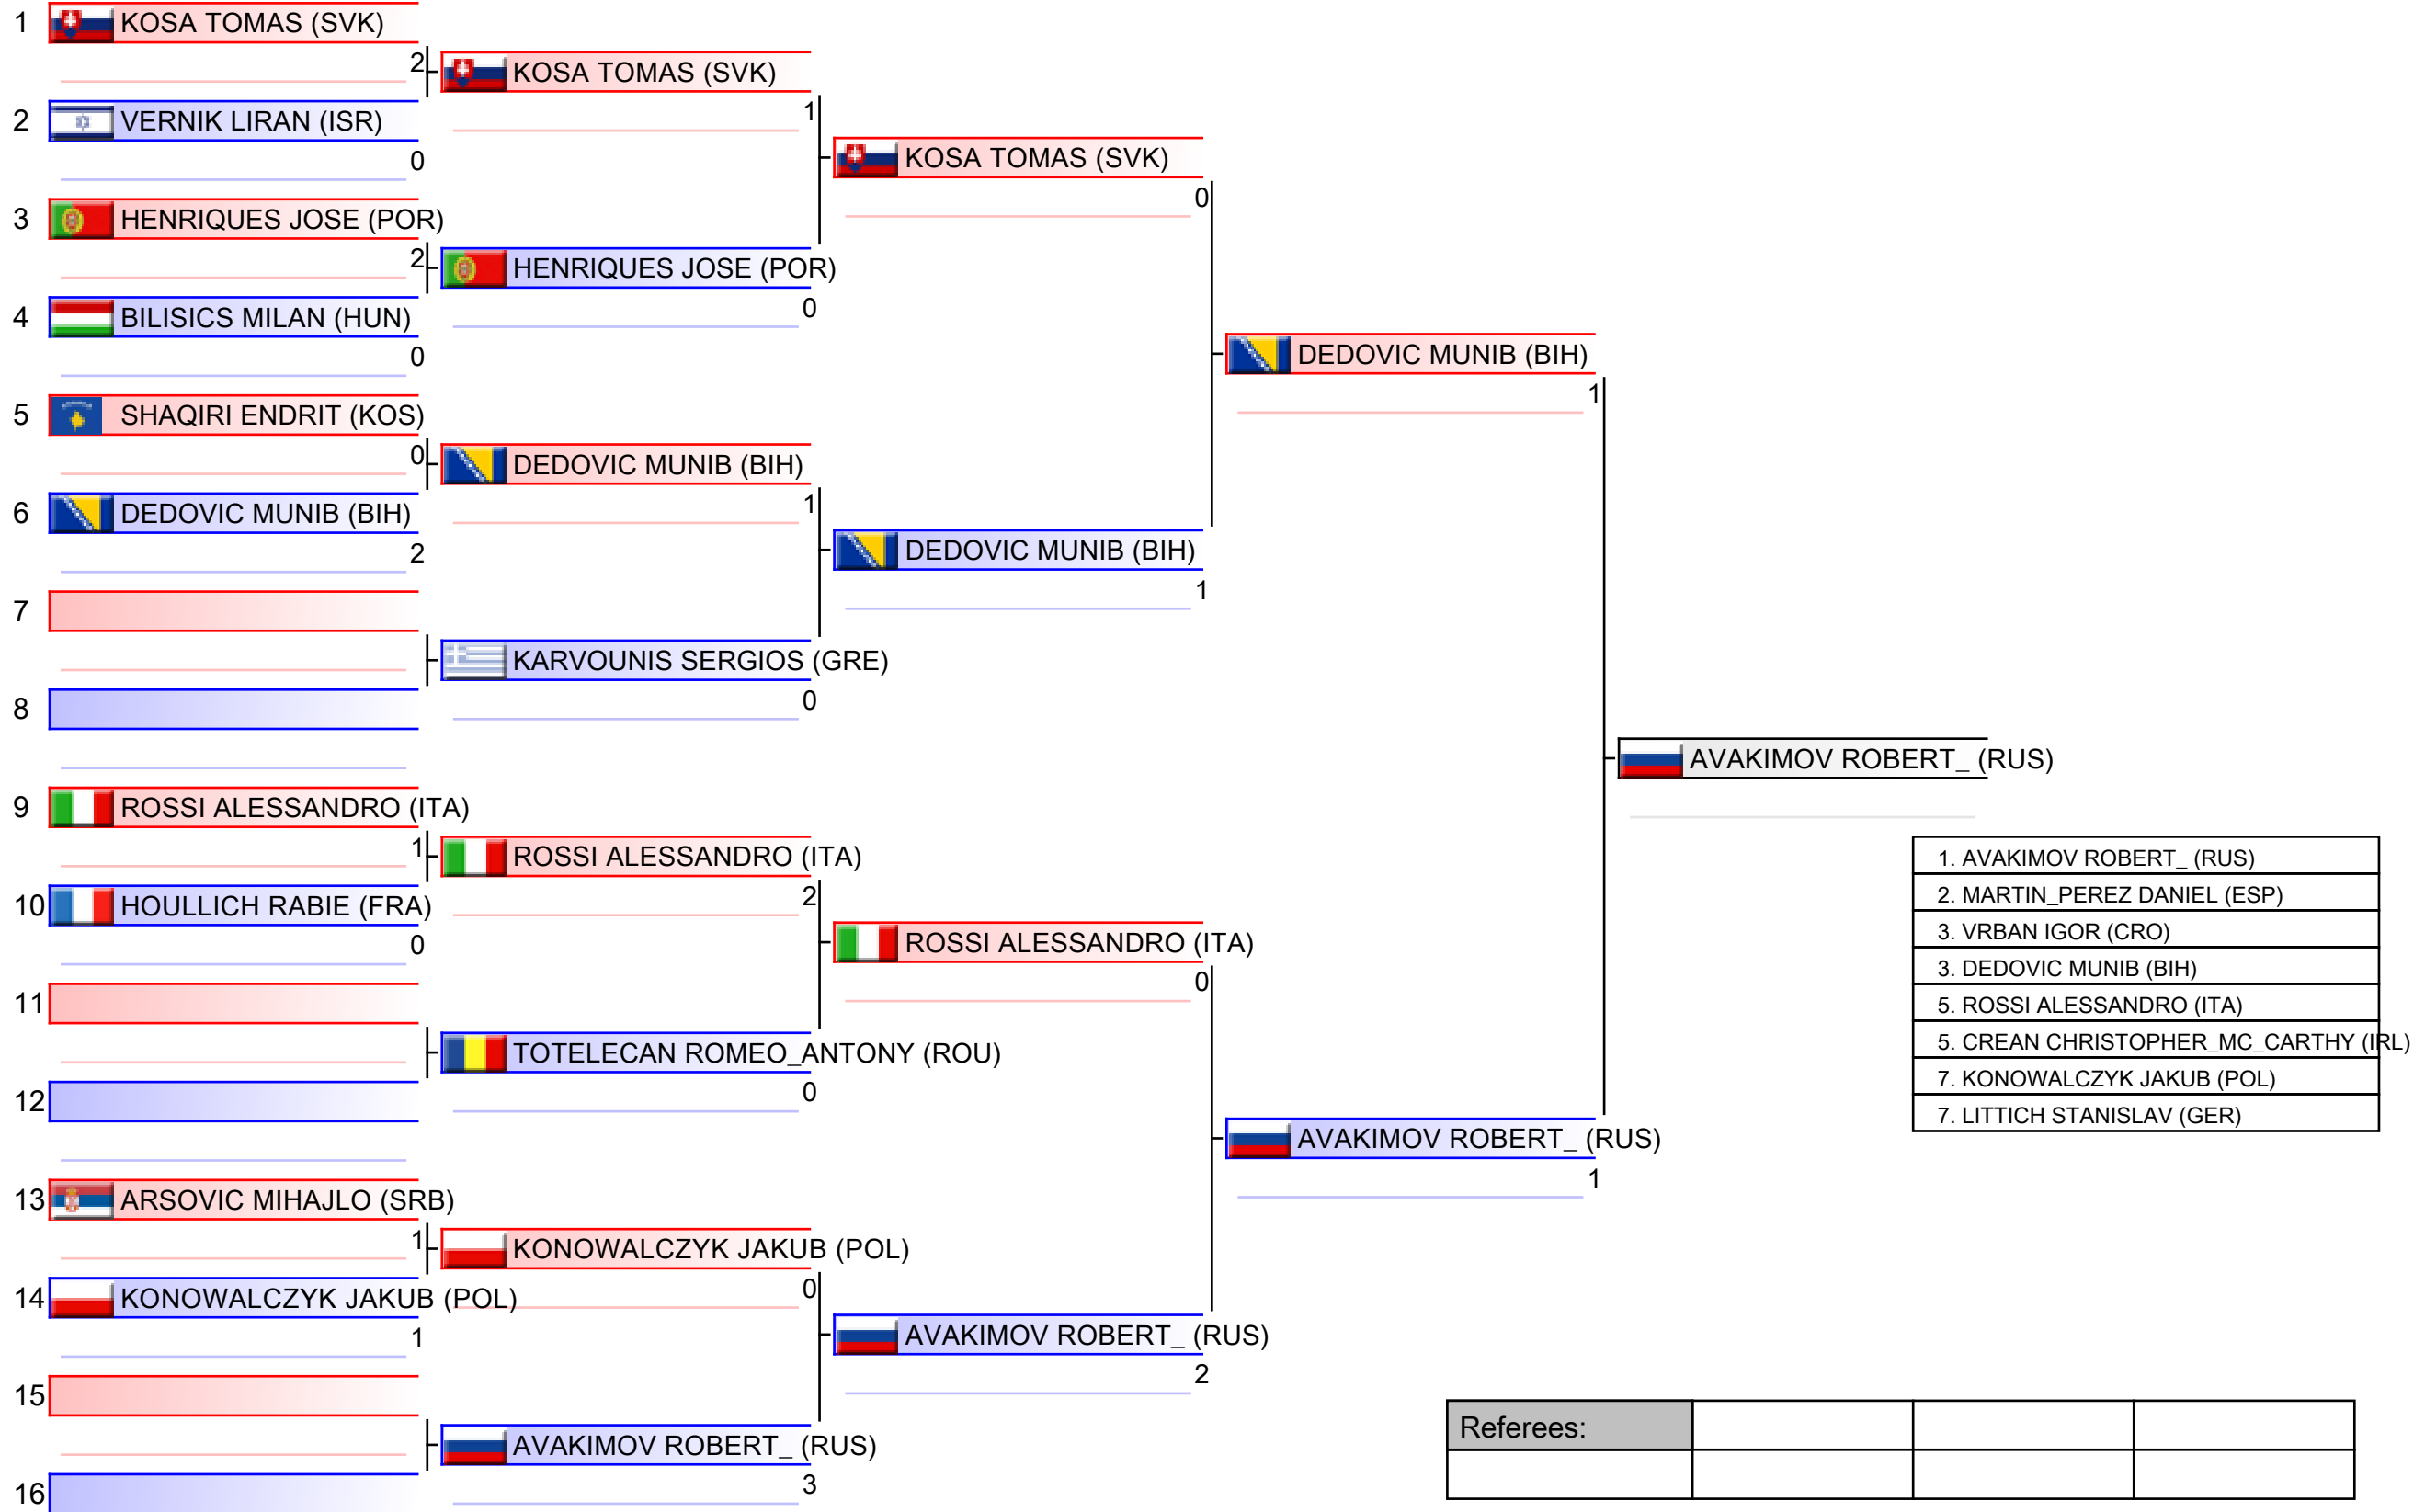 1 KOSA TOMAS (SVK)
2 KOSA TOMAS (SVK)
1
2 VERNIK LIRAN (ISR)
0 KOSA TOMAS (SVK)
0
3 HENRIQUES JOSE (POR)
2 HENRIQUES JOSE (POR)
0
4 BILISICS MILAN (HUN)
0 DEDOVIC MUNIB (BIH)
1
5 SHAQIRI ENDRIT (KOS)
0 DEDOVIC MUNIB (BIH)
1
6 DEDOVIC MUNIB (BIH)
2 DEDOVIC MUNIB (BIH)
1
7
KARVOUNIS SERGIOS (GRE)
0
8
AVAKIMOV ROBERT_ (RUS)
9 ROSSI ALESSANDRO (ITA)
1 ROSSI ALESSANDRO (ITA)
2
10 HOULLICH RABIE (FRA)
0 ROSSI ALESSANDRO (ITA)
0
11
TOTELECAN ROMEO_ANTONY (ROU)
0
12
AVAKIMOV ROBERT_ (RUS)
1
13 ARSOVIC MIHAJLO (SRB)
1 KONOWALCZYK JAKUB (POL)
0
14 KONOWALCZYK JAKUB (POL)
1 AVAKIMOV ROBERT_ (RUS)
2
15
AVAKIMOV ROBERT_ (RUS)
3
16
1. AVAKIMOV ROBERT_ (RUS)
2. MARTIN_PEREZ DANIEL (ESP)
3. VRBAN IGOR (CRO)
3. DEDOVIC MUNIB (BIH)
5. ROSSI ALESSANDRO (ITA)
5. CREAN CHRISTOPHER_MC_CARTHY (IRL)
7. KONOWALCZYK JAKUB (POL)
7. LITTICH STANISLAV (GER)
Referees: